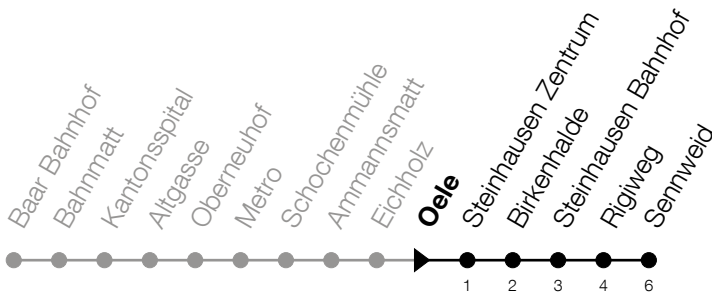 Baar Bahnhof
Bahnmatt
Kantonsspital
Altgasse
Oberneuhof
Metro
Schochenmühle
Ammannsmatt
Eichholz
Oele
Steinhausen Zentrum
Birkenhalde
Steinhausen Bahnhof
Rigiweg
Sennweid
1 2 3 4 6